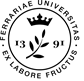 FERRARIAE UNIVERSITAS
13 91
EX LABORE FRUCTUS